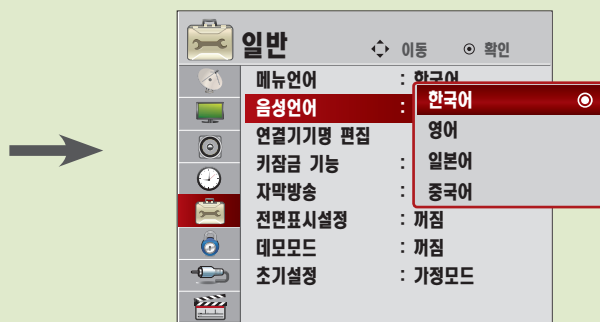 일반 이동 확인
메뉴언어 : 한국어
음성언어 : 한국어
연결기기명 편집 영어
키잠금 기능 : 일본어
자막방송 : 중국어
전면표시설정 : 꺼짐
데모모드 : 꺼짐
초기설정 : 가정모드